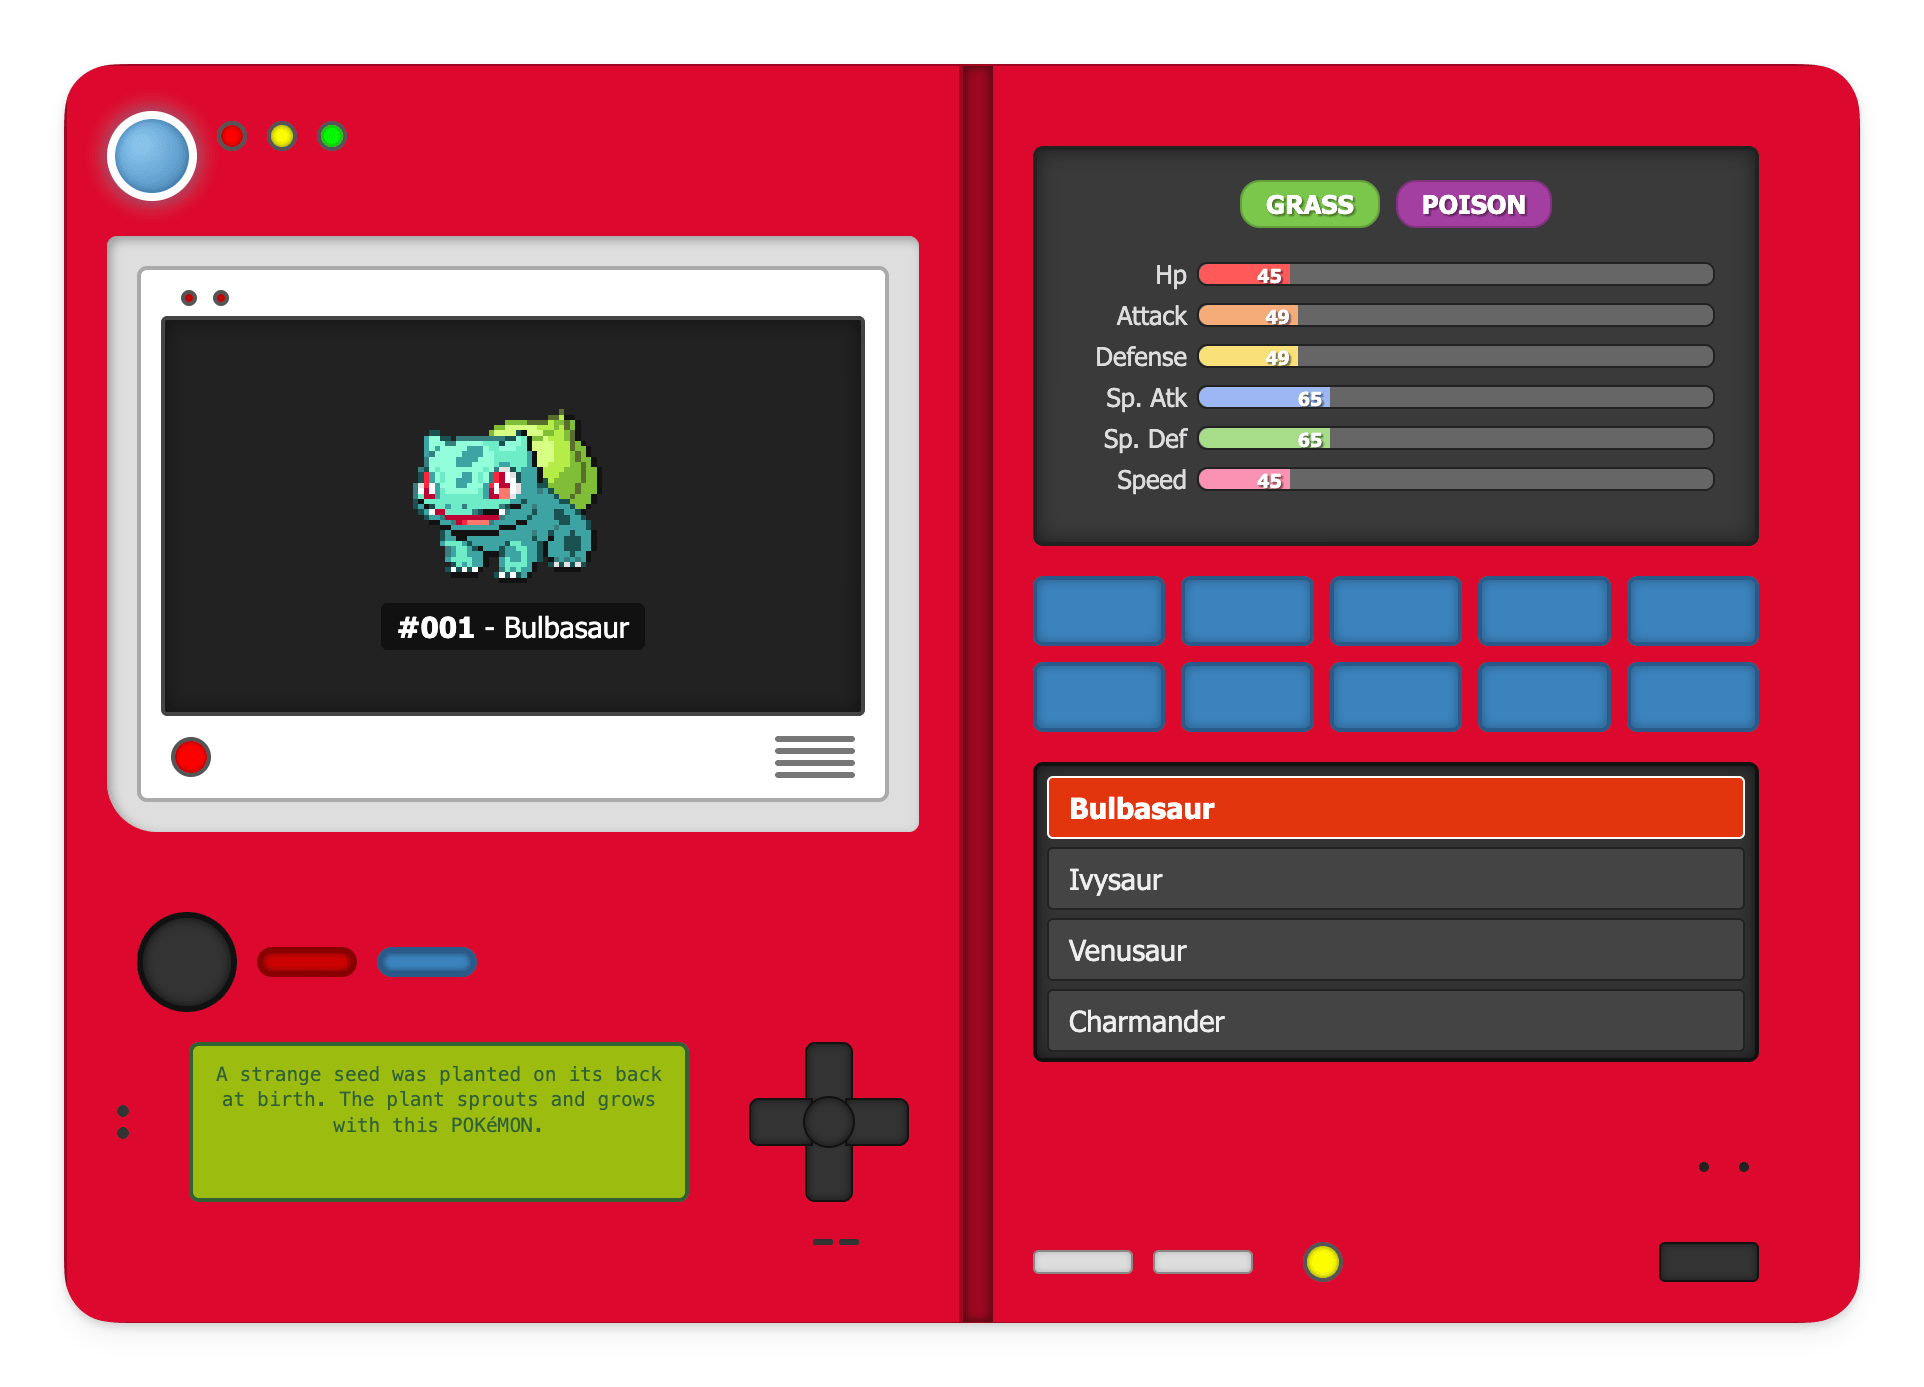 #001 - Bulbasaur
A strange seed was planted on its back
at birth. The plant sprouts and grows
with this POKéMON.
GRASS POISON
Hp 45
Attack 49
Defense 49
Sp. Atk 65
Sp. Def 65
Speed 45
Bulbasaur
Ivysaur
Venusaur
Charmander